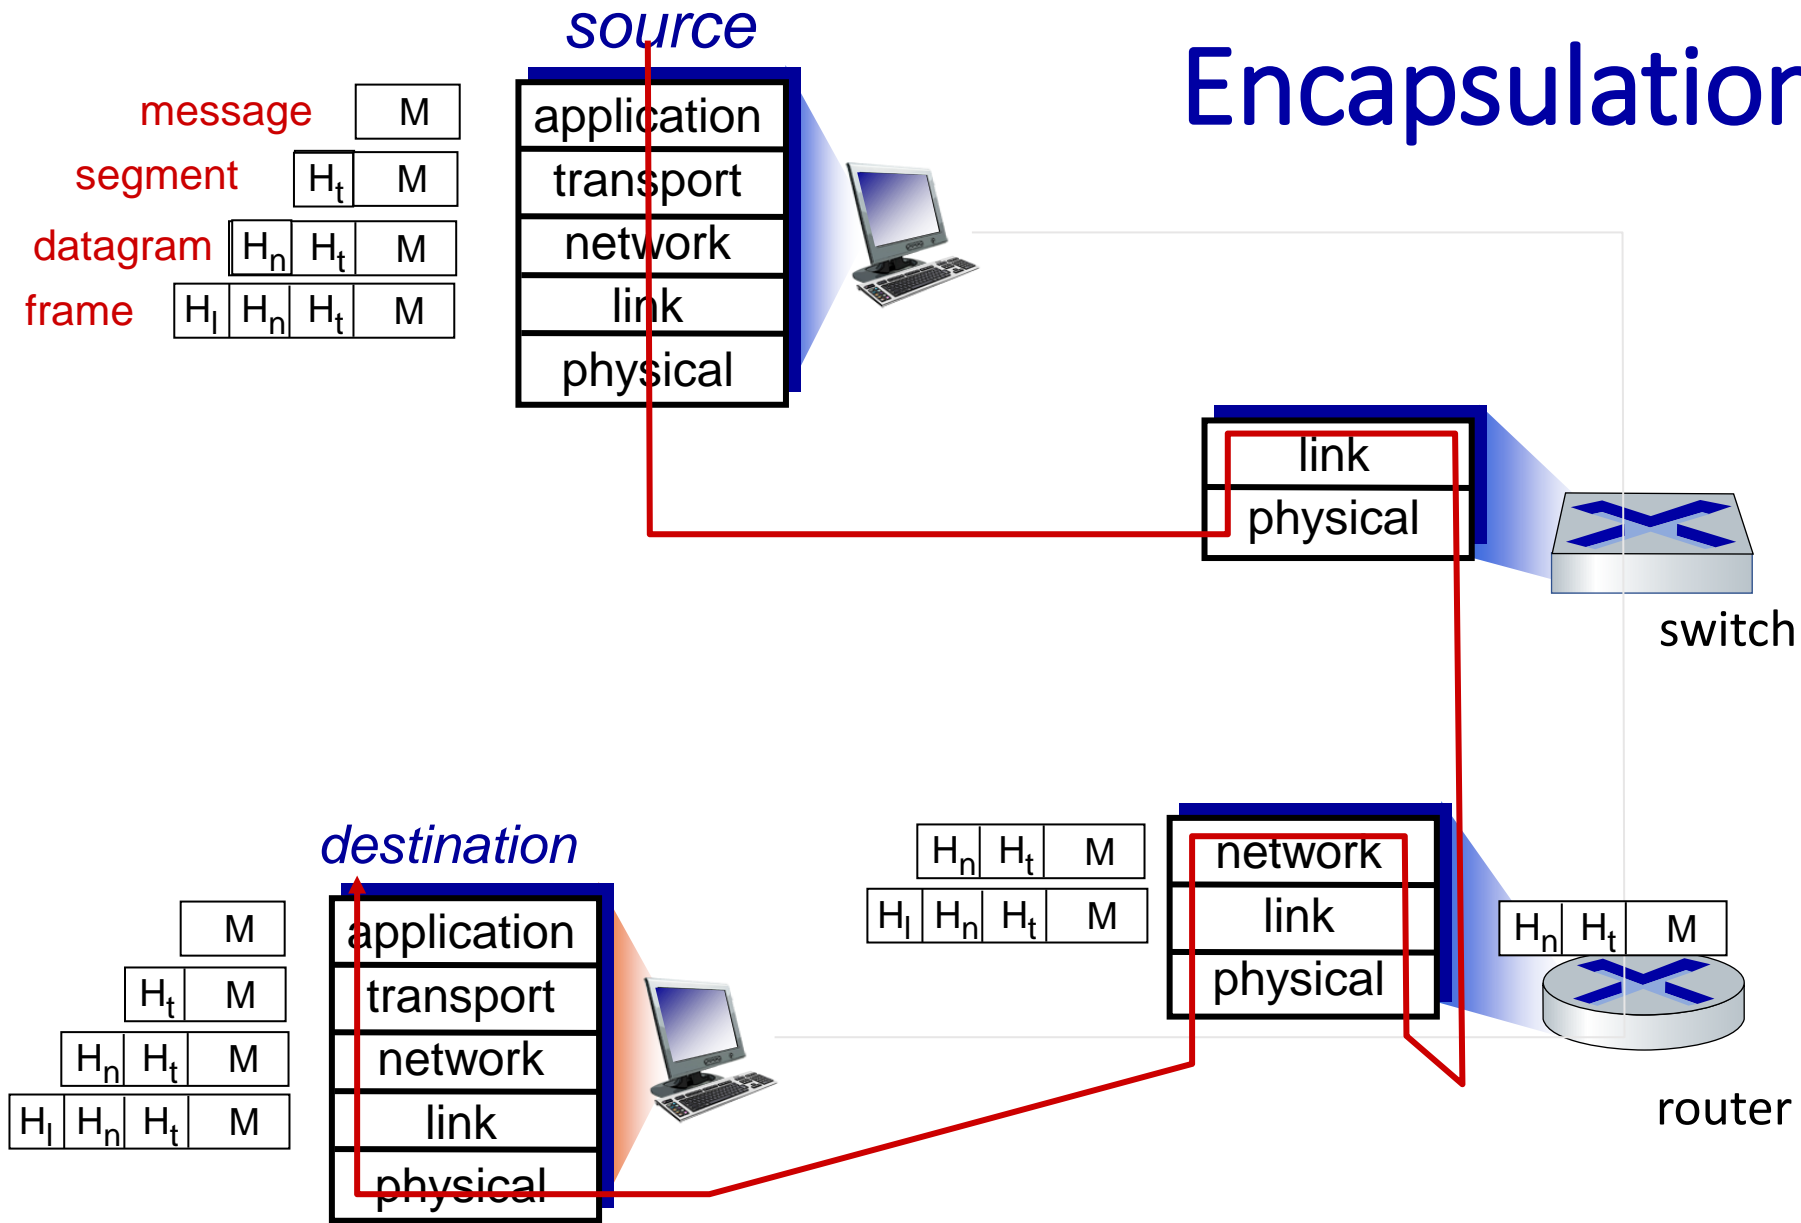 source
Encapsulation
message M
segment Ht M
datagram Hn Ht M
frame Hl Hn Ht M
application
transport
network
link
physical
link
physical
switch
Hn Ht M
Hl Hn Ht M
network
link
physical
Hn Ht M
router
destination
M
Ht M
Hn Ht M
Hl Hn Ht M
application
transport
network
link
physical